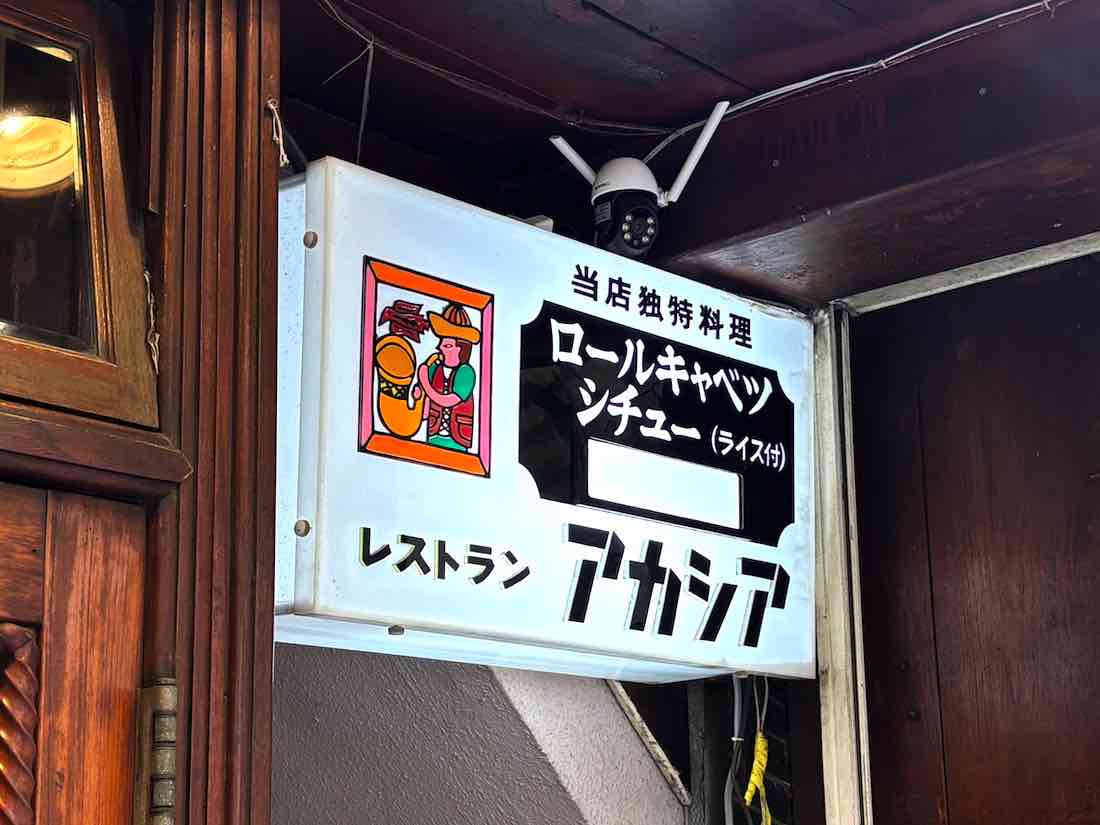 当店独特料理
ロールキャベツ
シチュー(ライス付)
レストラン アカシア